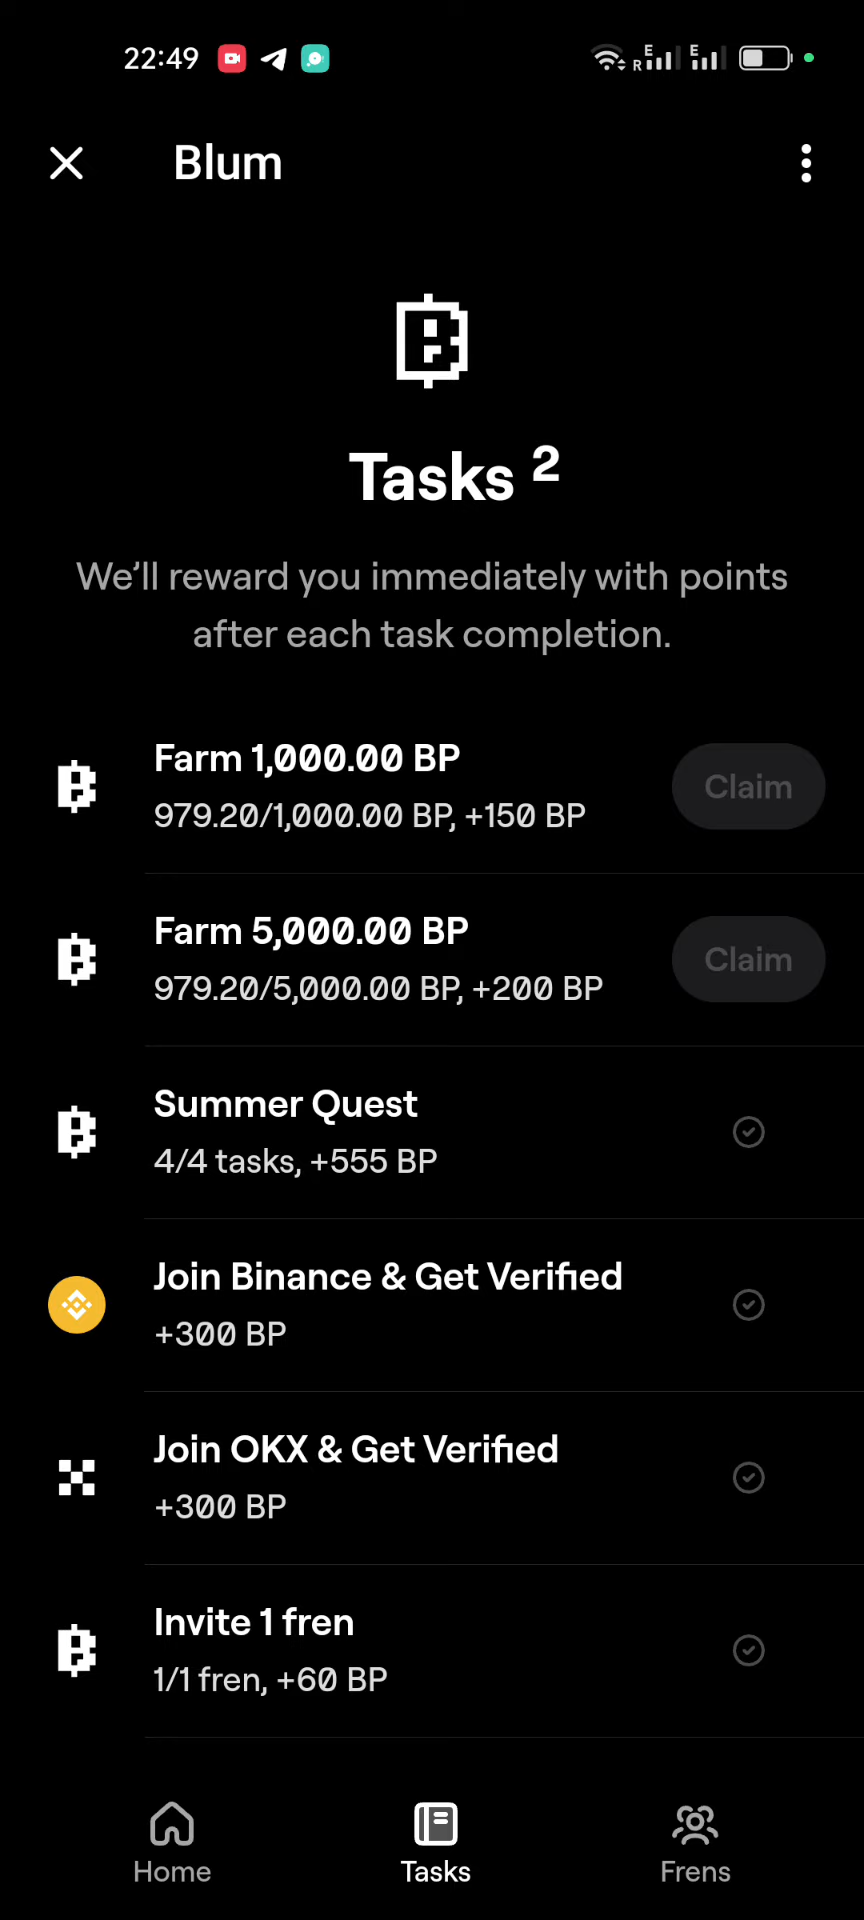 22:49
R E E
Blum
Tasks 2
We’ll reward you immediately with points
after each task completion.
Farm 1,000.00 BP
979.20/1,000.00 BP, +150 BP
Claim
Farm 5,000.00 BP
979.20/5,000.00 BP, +200 BP
Claim
Summer Quest
4/4 tasks, +555 BP
Join Binance & Get Verified
+300 BP
Join OKX & Get Verified
+300 BP
Invite 1 fren
1/1 fren, +60 BP
Home
Tasks
Frens